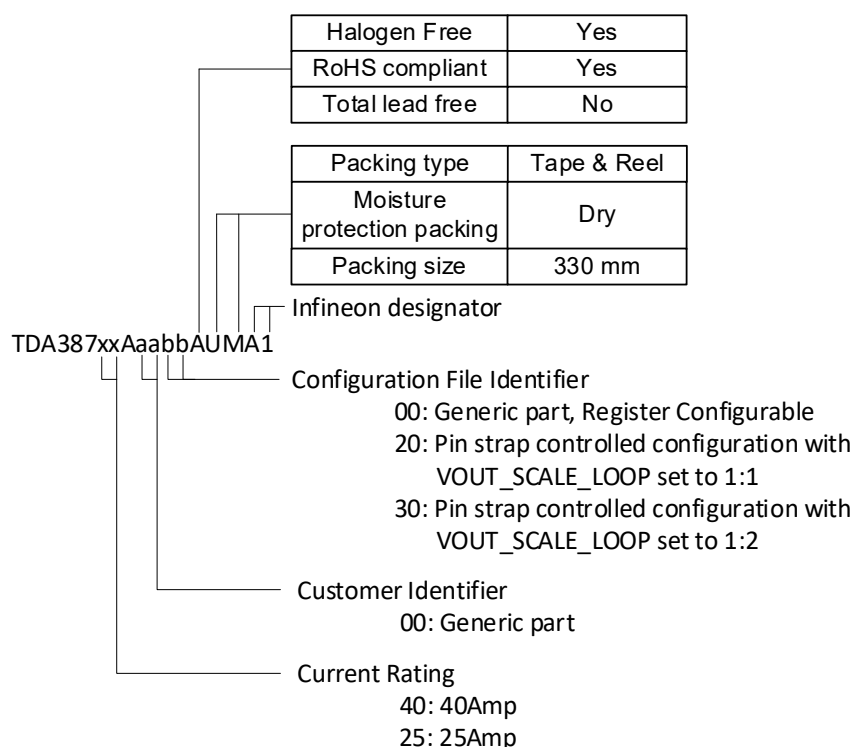 Halogen Free Yes
RoHS compliant Yes
Total lead free No
Packing type Tape & Reel
Moisture
protection packing Dry
Packing size 330 mm
Infineon designator
TDA387xxAaabbAUMA1
Configuration File Identifier
00: Generic part, Register Configurable
20: Pin strap controlled configuration with
VOUT_SCALE_LOOP set to 1:1
30: Pin strap controlled configuration with
VOUT_SCALE_LOOP set to 1:2
Customer Identifier
00: Generic part
Current Rating
40: 40Amp
25: 25Amp